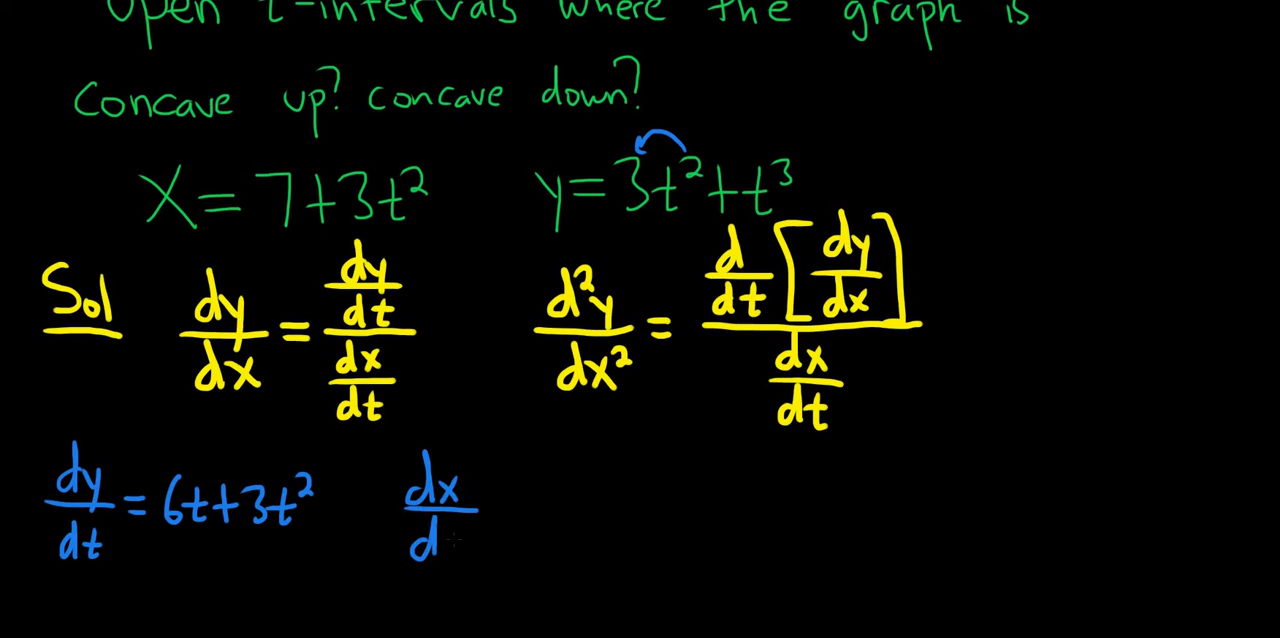 Open t-intervals where the graph is
Concave up? concave down?
X = 7+3t² y = 3t² + t³
Sol dy/dx = (dy/dt)/(dx/dt) d²y/dx² = (d/dt [dy/dx])/(dx/dt)
dy/dt = 6t+3t² dx/d